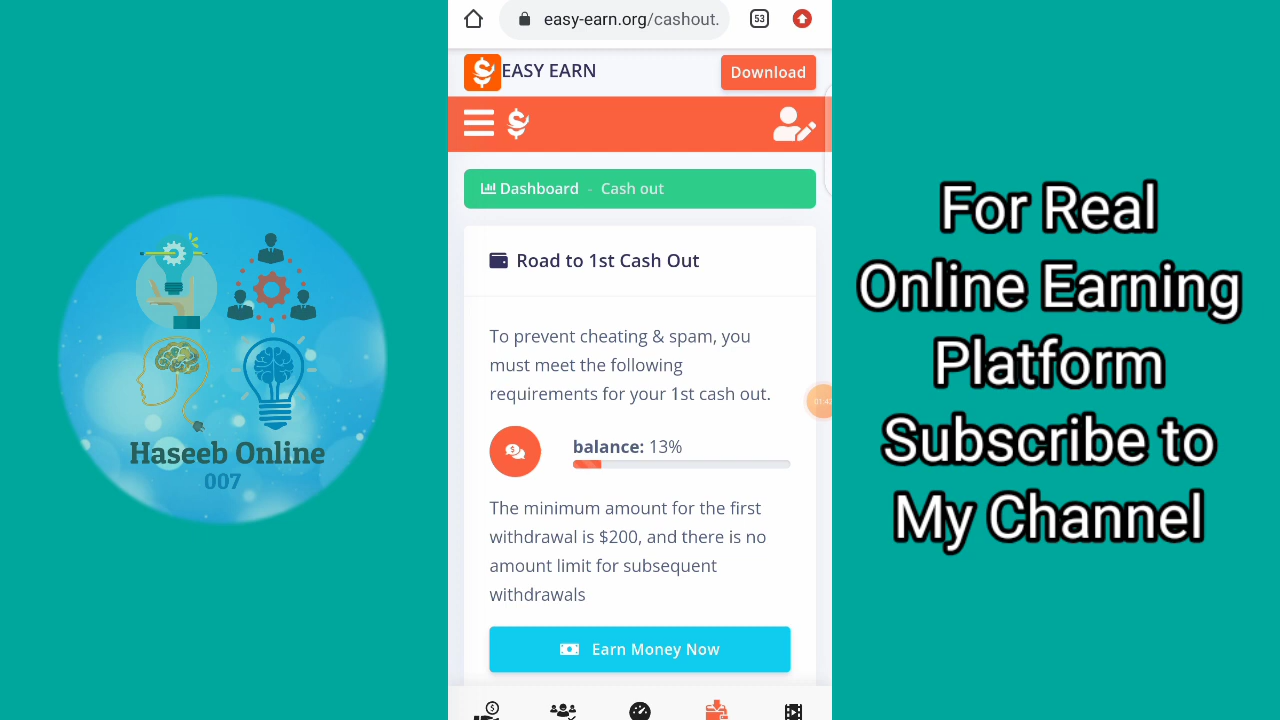 easy-earn.org/cashout.
53
EASY EARN
Download
Dashboard - Cash out
Road to 1st Cash Out
To prevent cheating & spam, you
must meet the following
requirements for your 1st cash out.
balance: 13%
The minimum amount for the first
withdrawal is $200, and there is no
amount limit for subsequent
withdrawals
Earn Money Now
Haseeb Online
007
For Real
Online Earning
Platform
Subscribe to
My Channel